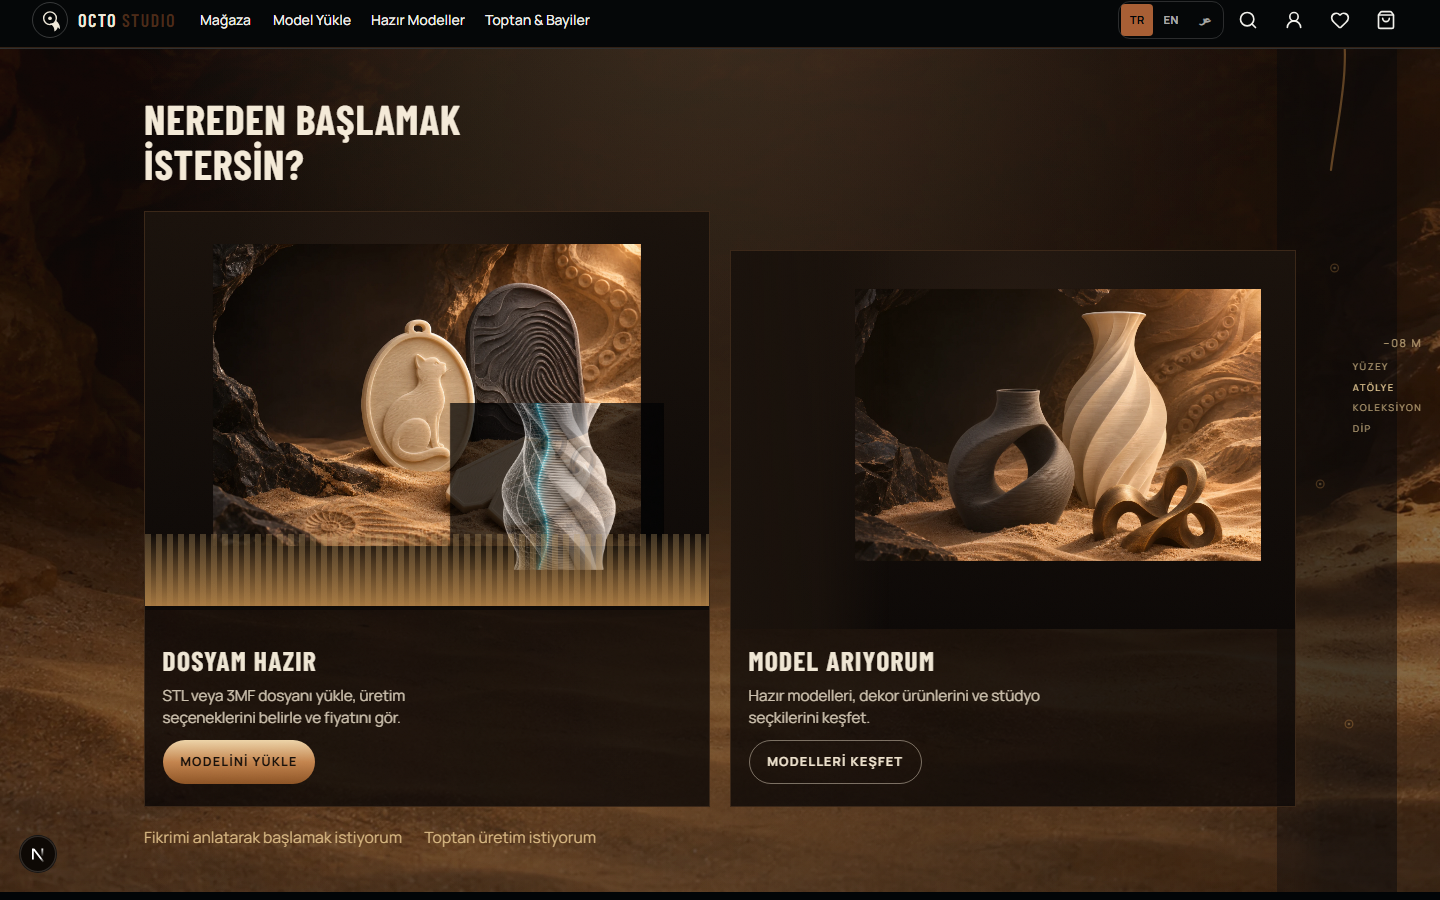 OCTO STUDIO
Mağaza
Model Yükle
Hazır Modeller
Toptan & Bayiler
TR
EN
NEREDEN BAŞLAMAK
İSTERSİN?
−08 M
YÜZEY
ATÖLYE
KOLEKSİYON
DİP
DOSYAM HAZIR
STL veya 3MF dosyanı yükle, üretim
seçeneklerini belirle ve fiyatını gör.
MODELİNİ YÜKLE
MODEL ARIYORUM
Hazır modelleri, dekor ürünlerini ve stüdyo
seçkilerini keşfet.
MODELLERİ KEŞFET
Fikrimi anlatarak başlamak istiyorum
Toptan üretim istiyorum
N